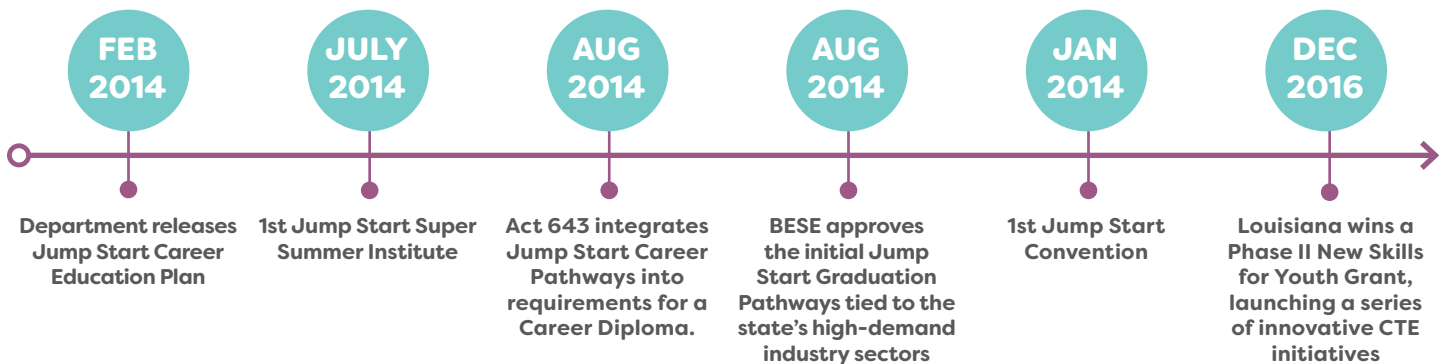 FEB
2014
JULY
2014
AUG
2014
AUG
2014
JAN
2014
DEC
2016
Department releases
Jump Start Career
Education Plan
1st Jump Start Super
Summer Institute
Act 643 integrates
Jump Start Career
Pathways into
requirements for a
Career Diploma.
BESE approves
the initial Jump
Start Graduation
Pathways tied to the
state’s high-demand
industry sectors
1st Jump Start
Convention
Louisiana wins a
Phase II New Skills
for Youth Grant,
launching a series
of innovative CTE
initiatives